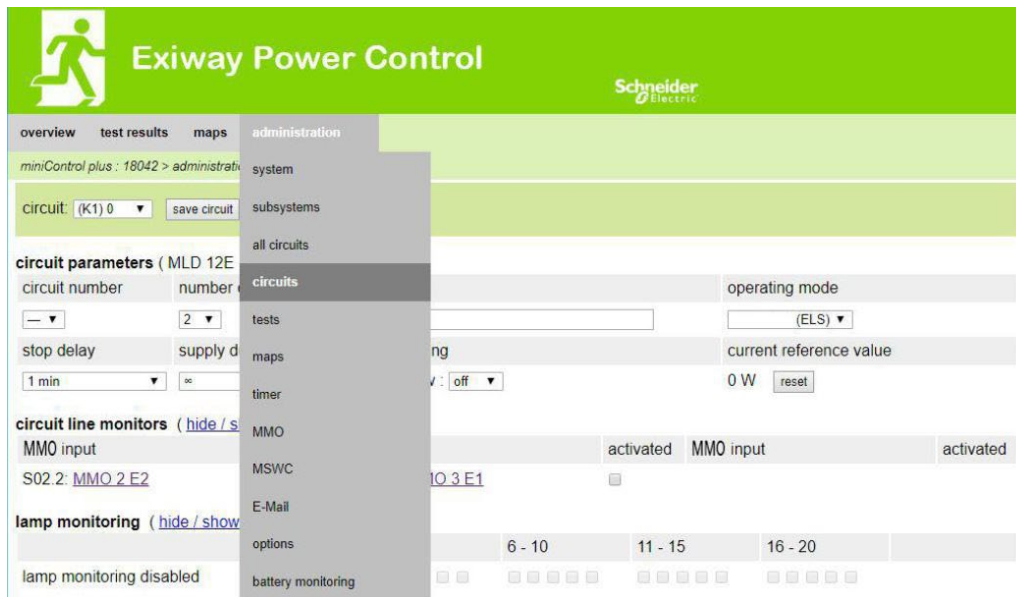 Exiway Power Control
Schneider
Electric
overview test results maps administration
miniControl plus : 18042 > administrati
system
circuit: (K1) 0 save circuit
subsystems
all circuits
circuit parameters ( MLD 12E
circuits
circuit number number operating mode
— 2 (ELS)
tests
stop delay supply d ng current reference value
maps
1 min ∞ : off 0 W reset
timer
circuit line monitors ( hide / s
MMO
MMO input activated MMO input activated
MSWC
S02.2: MMO 2 E2 IO 3 E1
E-Mail
lamp monitoring ( hide / show
options 6 - 10 11 - 15 16 - 20
lamp monitoring disabled
battery monitoring